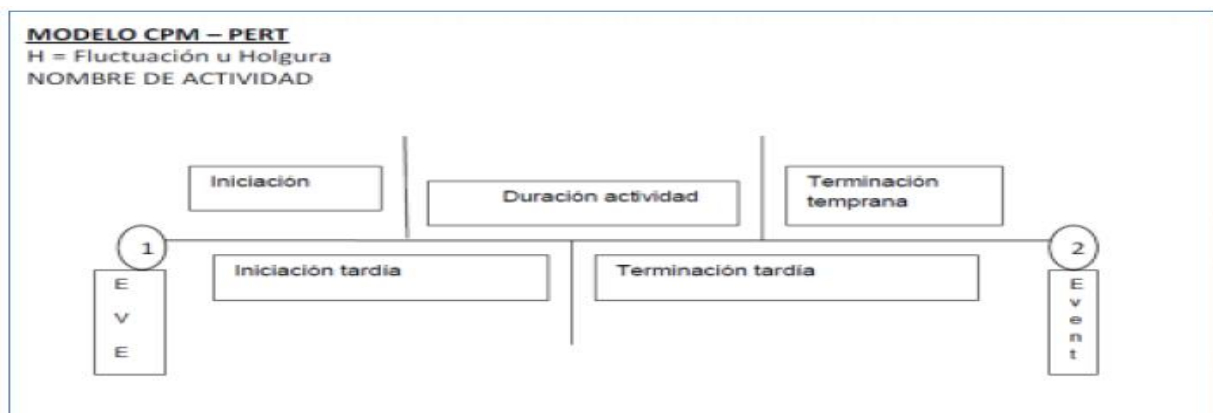 MODELO CPM – PERT
H = Fluctuación u Holgura
NOMBRE DE ACTIVIDAD
Iniciación
Duración actividad
Terminación
temprana
1
2
Iniciación tardía
Terminación tardía
E
V
E
E
v
e
n
t